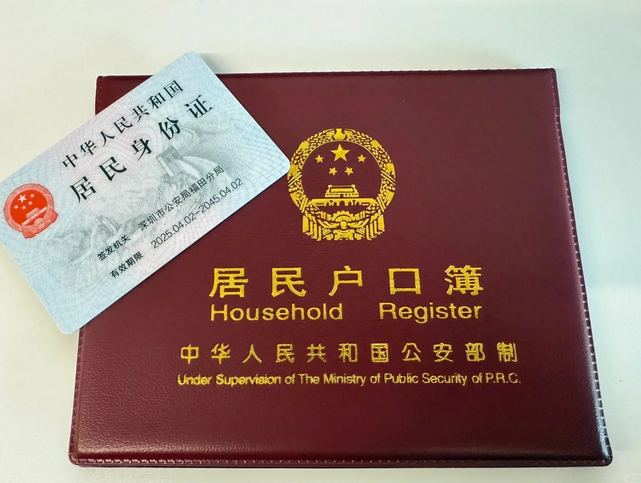 中华人民共和国
居民身份证
签发机关 深圳市公安局福田分局
有效期限 2025.04.02-2045.04.02
居民户口簿
Household Register
中华人民共和国公安部制
Under Supervision of The Ministry of Public Security of P.R.C.